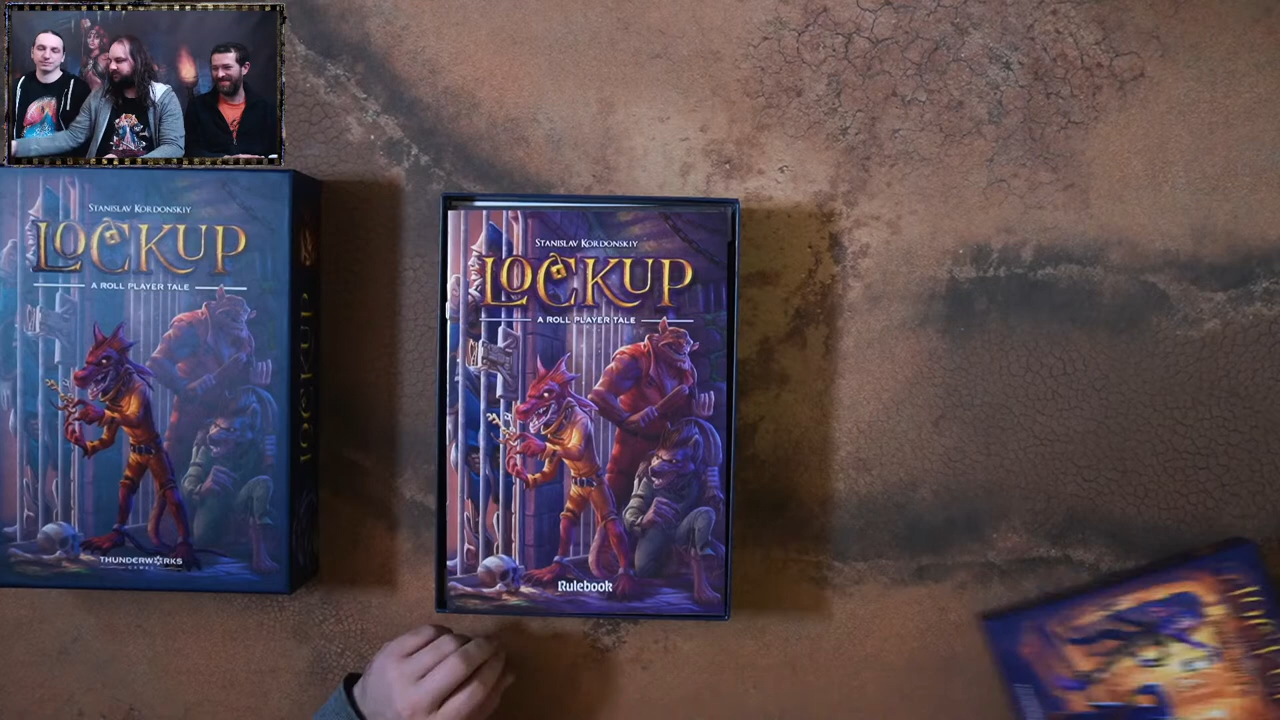 STANISLAV KORDONSKIY
LOCKUP
A ROLL PLAYER TALE
THUNDERWORKS
GAMES
LOCKUP
STANISLAV KORDONSKIY
LOCKUP
A ROLL PLAYER TALE
Rulebook